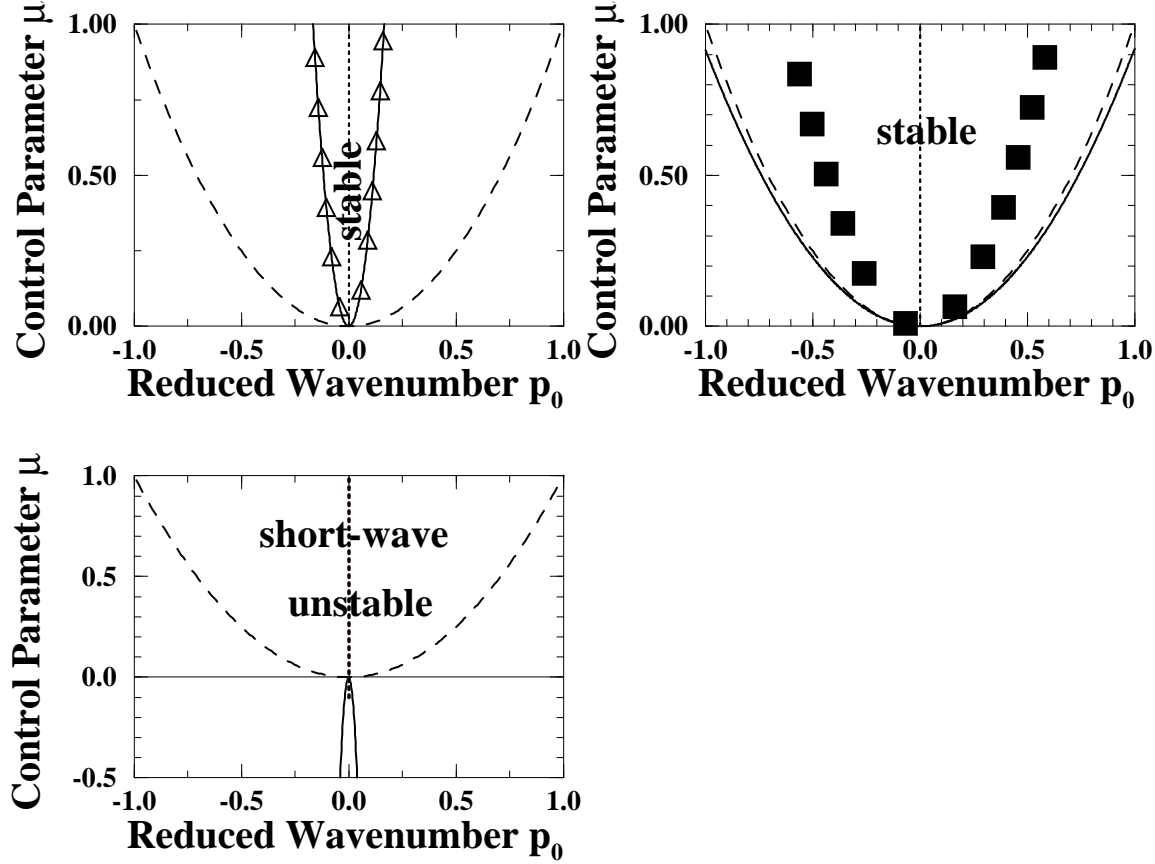 Control Parameter μ
1.00
0.50
0.00
stable
-1.0 -0.5 0.0 0.5 1.0
Reduced Wavenumber p0
Control Parameter μ
1.00
0.50
0.00
stable
-1.0 -0.5 0.0 0.5 1.0
Reduced Wavenumber p0
Control Parameter μ
1.0
0.5
0.0
-0.5
short-wave
unstable
-1.0 -0.5 0.0 0.5 1.0
Reduced Wavenumber p0